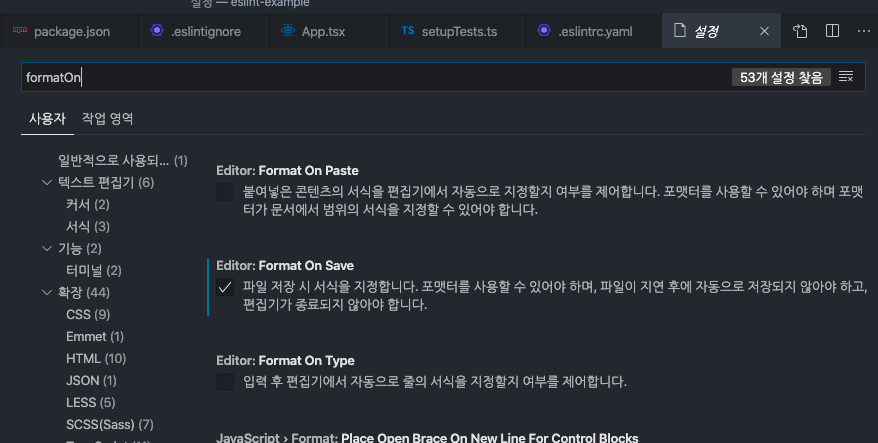 설정 — eslint-example
package.json
.eslintignore
App.tsx
TS setupTests.ts
.eslintrc.yaml
설정
formatOn
53개 설정 찾음
사용자
작업 영역
일반적으로 사용되... (1)
텍스트 편집기 (6)
커서 (2)
서식 (3)
기능 (2)
터미널 (2)
확장 (44)
CSS (9)
Emmet (1)
HTML (10)
JSON (1)
LESS (5)
SCSS(Sass) (7)
Editor: Format On Paste
붙여넣은 콘텐츠의 서식을 편집기에서 자동으로 지정할지 여부를 제어합니다. 포맷터를 사용할 수 있어야 하며 포맷
터가 문서에서 범위의 서식을 지정할 수 있어야 합니다.
Editor: Format On Save
파일 저장 시 서식을 지정합니다. 포맷터를 사용할 수 있어야 하며, 파일이 지연 후에 자동으로 저장되지 않아야 하고,
편집기가 종료되지 않아야 합니다.
Editor: Format On Type
입력 후 편집기에서 자동으로 줄의 서식을 지정할지 여부를 제어합니다.
JavaScript › Format: Place Open Brace On New Line For Control Blocks